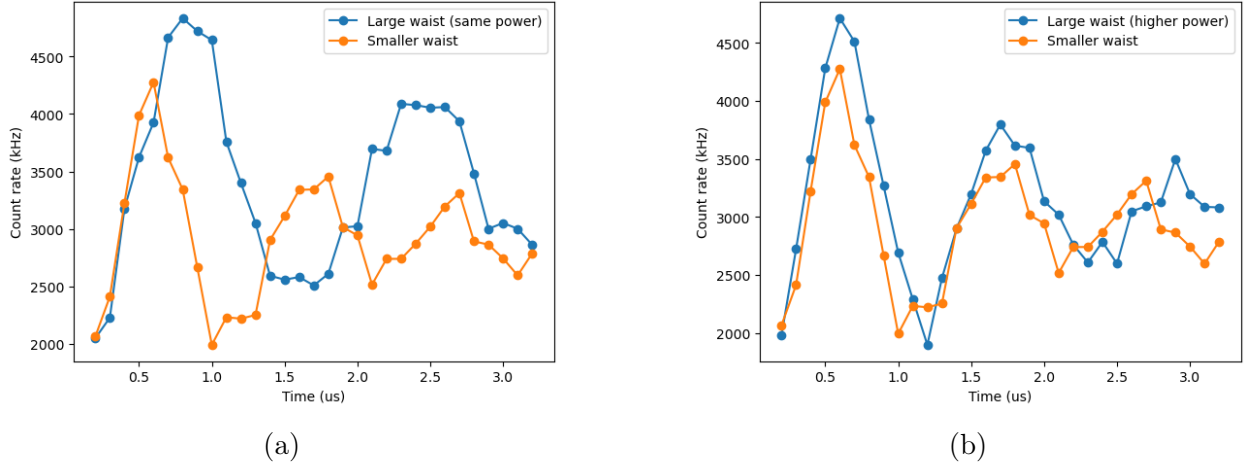 Large waist (same power)
Smaller waist
4500
4000
3500
3000
2500
2000
Count rate (kHz)
0.5 1.0 1.5 2.0 2.5 3.0
Time (us)
(a)
Large waist (higher power)
Smaller waist
4500
4000
3500
3000
2500
2000
Count rate (kHz)
0.5 1.0 1.5 2.0 2.5 3.0
Time (us)
(b)